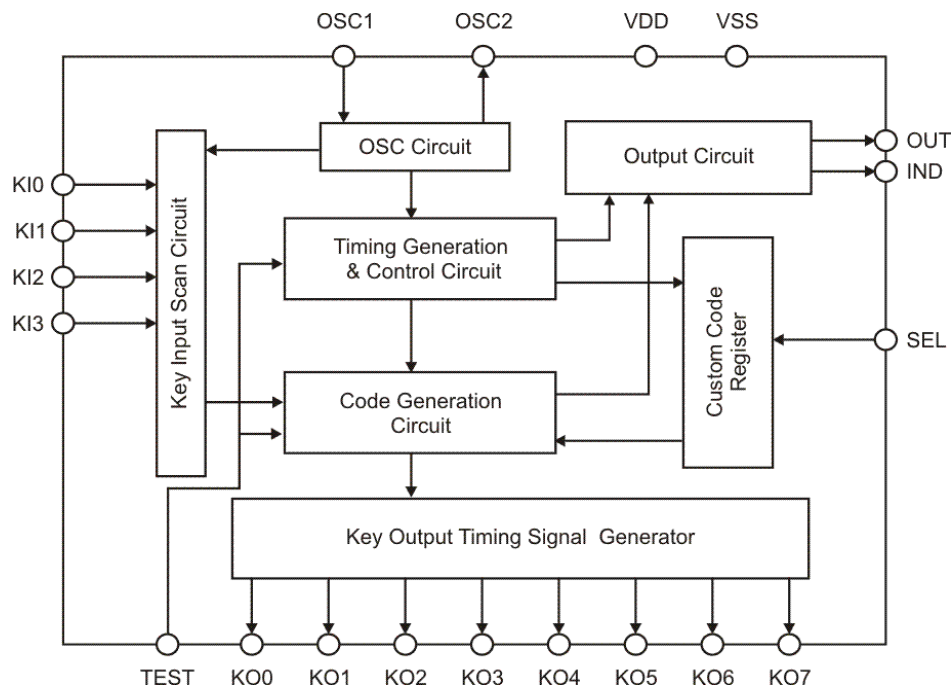 OSC1
OSC2
VDD
VSS
OSC Circuit
Output Circuit
OUT
IND
KI0
KI1
KI2
KI3
Key Input Scan Circuit
Timing Generation
& Control Circuit
Custom Code
Register
SEL
Code Generation
Circuit
Key Output Timing Signal Generator
TEST
KO0
KO1
KO2
KO3
KO4
KO5
KO6
KO7